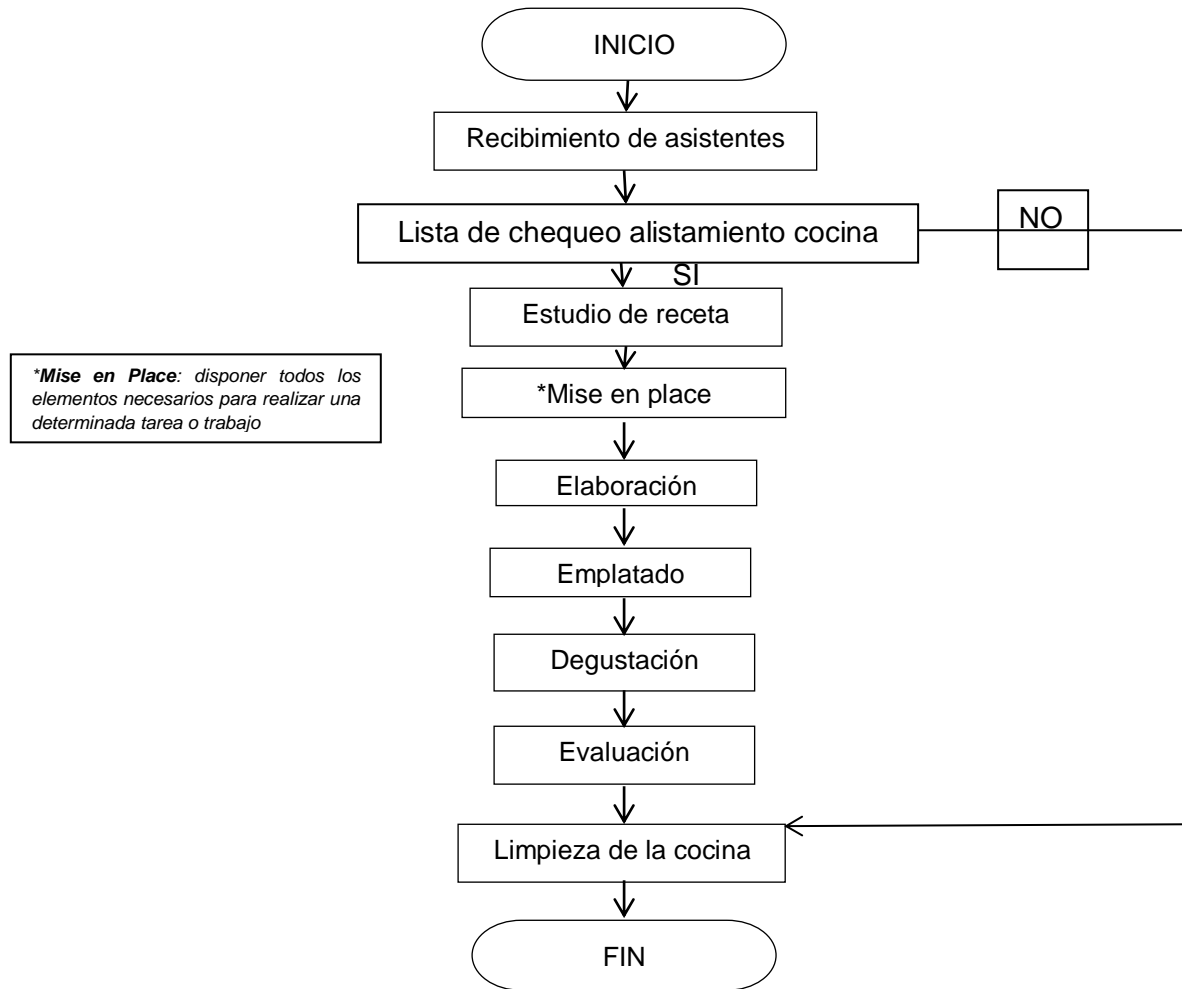 INICIO
Recibimiento de asistentes
Lista de chequeo alistamiento cocina
NO
SI
Estudio de receta
*Mise en Place: disponer todos los
elementos necesarios para realizar una
determinada tarea o trabajo
*Mise en place
Elaboración
Emplatado
Degustación
Evaluación
Limpieza de la cocina
FIN